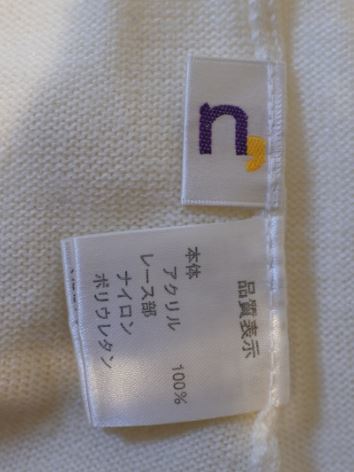 n,
品質表示
本体
アクリル 100%
レース部
ナイロン
ポリウレタン